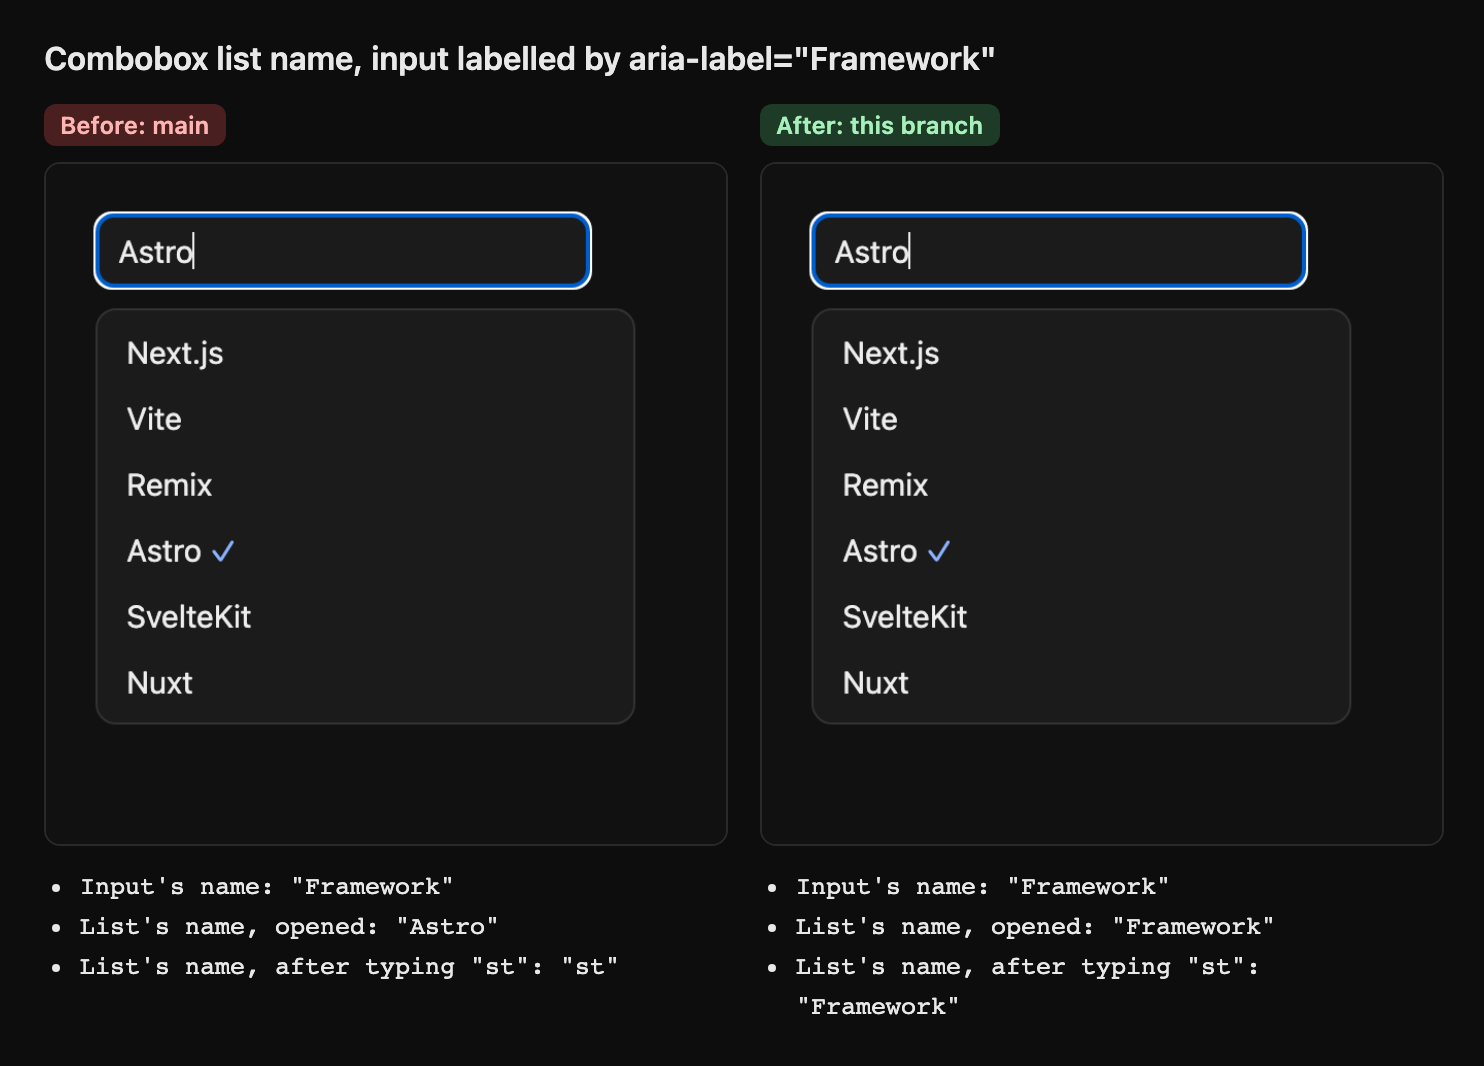 Combobox list name, input labelled by aria-label="Framework"
Before: main
Astro
Next.js
Vite
Remix
Astro ✓
SvelteKit
Nuxt
Input's name: "Framework"
List's name, opened: "Astro"
List's name, after typing "st": "st"
After: this branch
Astro
Next.js
Vite
Remix
Astro ✓
SvelteKit
Nuxt
Input's name: "Framework"
List's name, opened: "Framework"
List's name, after typing "st":
"Framework"